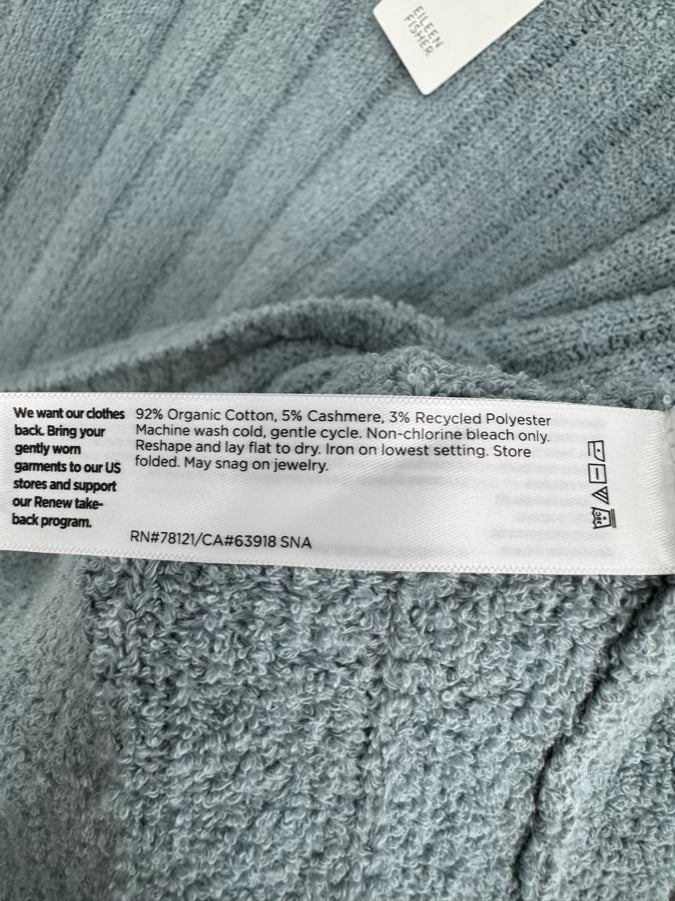 EILEEN
FISHER
We want our clothes
back. Bring your
gently worn
garments to our US
stores and support
our Renew take-
back program.
92% Organic Cotton, 5% Cashmere, 3% Recycled Polyester
Machine wash cold, gentle cycle. Non-chlorine bleach only.
Reshape and lay flat to dry. Iron on lowest setting. Store
folded. May snag on jewelry.
RN#78121/CA#63918 SNA